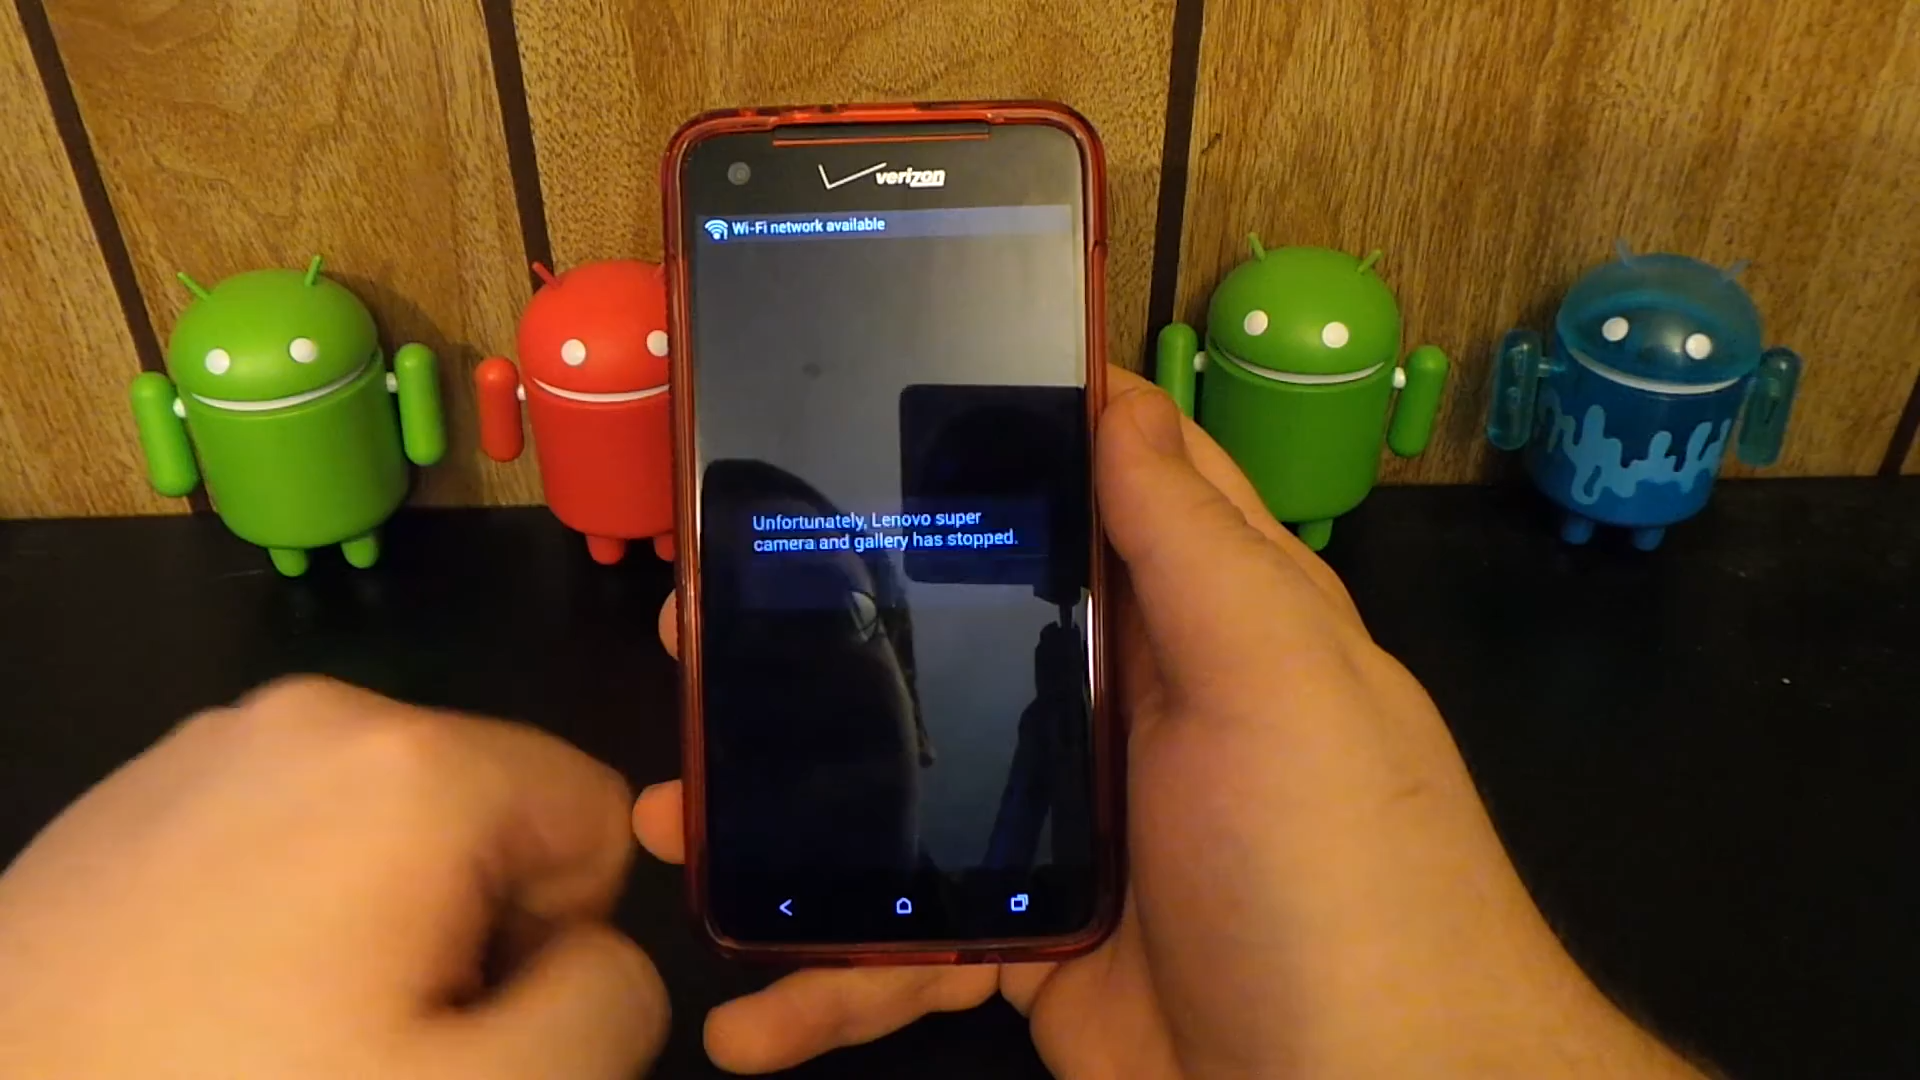 verizon
Wi-Fi network available
Unfortunately, Lenovo super
camera and gallery has stopped.